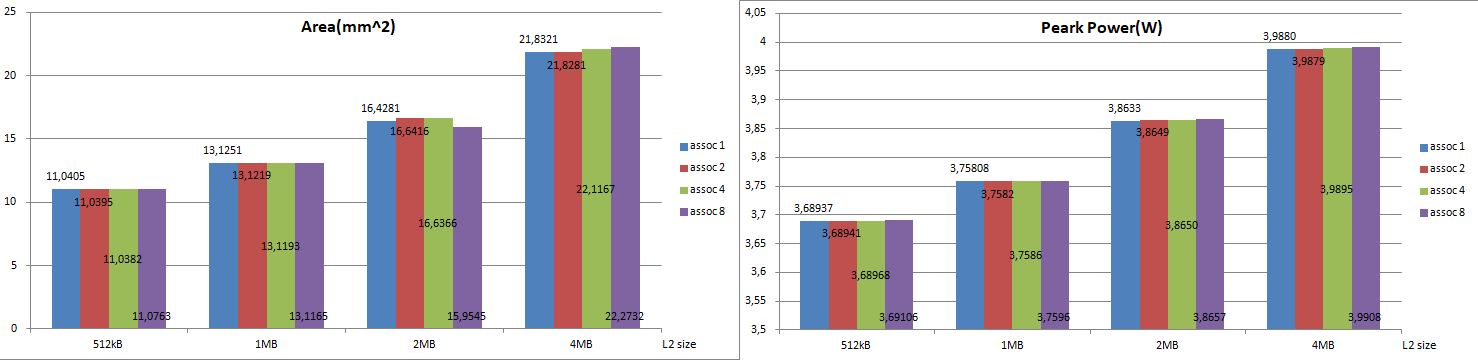 Area(mm^2)
25
20
15
10
5
0
11,0405
11,0395
11,0382
11,0763
13,1251
13,1219
13,1193
13,1165
16,4281
16,6416
16,6366
15,9545
21,8321
21,8281
22,1167
22,2732
512kB
1MB
2MB
4MB
L2 size
assoc 1
assoc 2
assoc 4
assoc 8
Peark Power(W)
4,05
4
3,95
3,9
3,85
3,8
3,75
3,7
3,65
3,6
3,55
3,5
3,68937
3,68941
3,68968
3,69106
3,75808
3,7582
3,7586
3,7596
3,8633
3,8649
3,8650
3,8657
3,9880
3,9879
3,9895
3,9908
512kB
1MB
2MB
4MB
L2 size
assoc 1
assoc 2
assoc 4
assoc 8